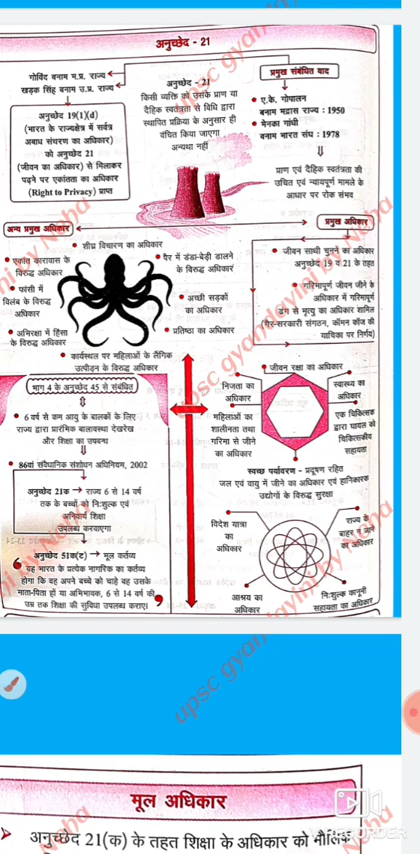 अनुच्छेद - 21
गोविंद बनाम म.प्र. राज्य
खड़क सिंह बनाम उ.प्र. राज्य
अनुच्छेद 19(1)(d)
(भारत के राज्यक्षेत्र में सर्वत्र
अबाध संचरण का अधिकार)
को अनुच्छेद 21
(जीवन का अधिकार) से मिलाकर
पढ़ने पर एकांतता का अधिकार
(Right to Privacy) प्राप्त
अनुच्छेद - 21
किसी व्यक्ति को उसके प्राण या
दैहिक स्वतंत्रता से विधि द्वारा
स्थापित प्रक्रिया के अनुसार ही
वंचित किया जाएगा
अन्यथा नहीं
प्रमुख संबंधित वाद
ए.के. गोपालन
बनाम मद्रास राज्य : 1950
मेनका गांधी
बनाम भारत संघ : 1978
प्राण एवं दैहिक स्वतंत्रता की
उचित एवं न्यायपूर्ण मामले के
आधार पर रोक संभव
अन्य प्रमुख अधिकार
शीघ्र विचारण का अधिकार
एकांत कारावास के
विरुद्ध अधिकार
पैर में डंडा-बेड़ी डालने
के विरुद्ध अधिकार
फांसी में
विलंब के विरुद्ध
अधिकार
अच्छी सड़कों
का अधिकार
अभिरक्षा में हिंसा
के विरुद्ध अधिकार
प्रतिष्ठा का अधिकार
कार्यस्थल पर महिलाओं के लैंगिक
उत्पीड़न के विरुद्ध अधिकार
प्रमुख अधिकार
जीवन साथी चुनने का अधिकार
अनुच्छेद 19 व 21 के तहत
गरिमापूर्ण जीवन जीने के
अधिकार में गरिमापूर्ण
ढंग से मृत्यु का अधिकार शामिल
(गैर-सरकारी संगठन, कॉमन कॉज की
याचिका पर निर्णय)
भाग 4 के अनुच्छेद 45 से संबंधित
6 वर्ष से कम आयु के बालकों के लिए
राज्य द्वारा प्रारंभिक बाल्यावस्था देखरेख
और शिक्षा का उपबन्ध
86वां संवैधानिक संशोधन अधिनियम, 2002
अनुच्छेद 21क → राज्य 6 से 14 वर्ष
तक के बच्चों को निःशुल्क एवं
अनिवार्य शिक्षा
उपलब्ध करवाएगा
अनुच्छेद 51क(ट) → मूल कर्तव्य
यह भारत के प्रत्येक नागरिक का कर्तव्य
होगा कि वह अपने बच्चे को चाहे वह उसके
माता-पिता हों या अभिभावक, 6 से 14 वर्ष की
उम्र तक शिक्षा की सुविधा उपलब्ध कराए।
जीवन रक्षा का अधिकार
निजता का
अधिकार
स्वास्थ्य का
अधिकार
महिलाओं का
शालीनता तथा
गरिमा से जीने
का अधिकार
एक चिकित्सक
द्वारा घायल को
चिकित्सकीय
सहायता
स्वच्छ पर्यावरण - प्रदूषण रहित
जल एवं वायु में जीने का अधिकार एवं हानिकारक
उद्योगों के विरुद्ध सुरक्षा
विदेश यात्रा
का
अधिकार
राज्य के
बाहर न जाने
का अधिकार
आश्रय का
अधिकार
निःशुल्क कानूनी
सहायता का अधिकार
upsc gyandayini by Neha
मूल अधिकार
अनुच्छेद 21(क) के तहत शिक्षा के अधिकार को मौलिक